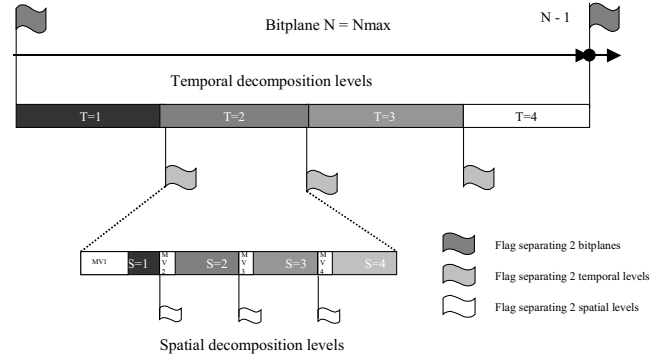 Bitplane N = Nmax
N - 1
Temporal decomposition levels
T=1 T=2 T=3 T=4
MV1 S=1 MV2 S=2 MV3 S=3 MV4 S=4
Flag separating 2 bitplanes
Flag separating 2 temporal levels
Flag separating 2 spatial levels
Spatial decomposition levels